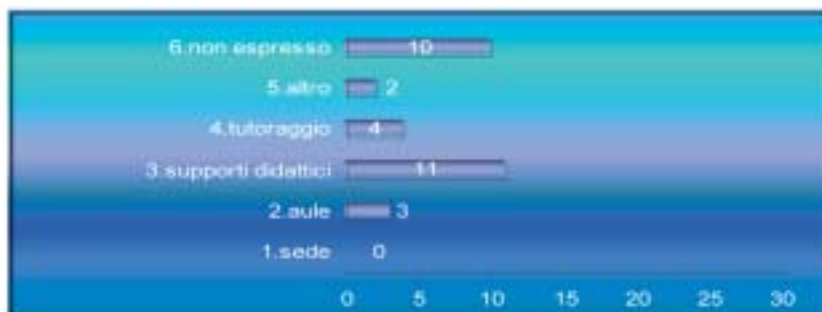 6.non espresso 10
5.altro 2
4.tutoraggio 4
3.supporti didattici 11
2.aule 3
1.sede 0
0 5 10 15 20 25 30